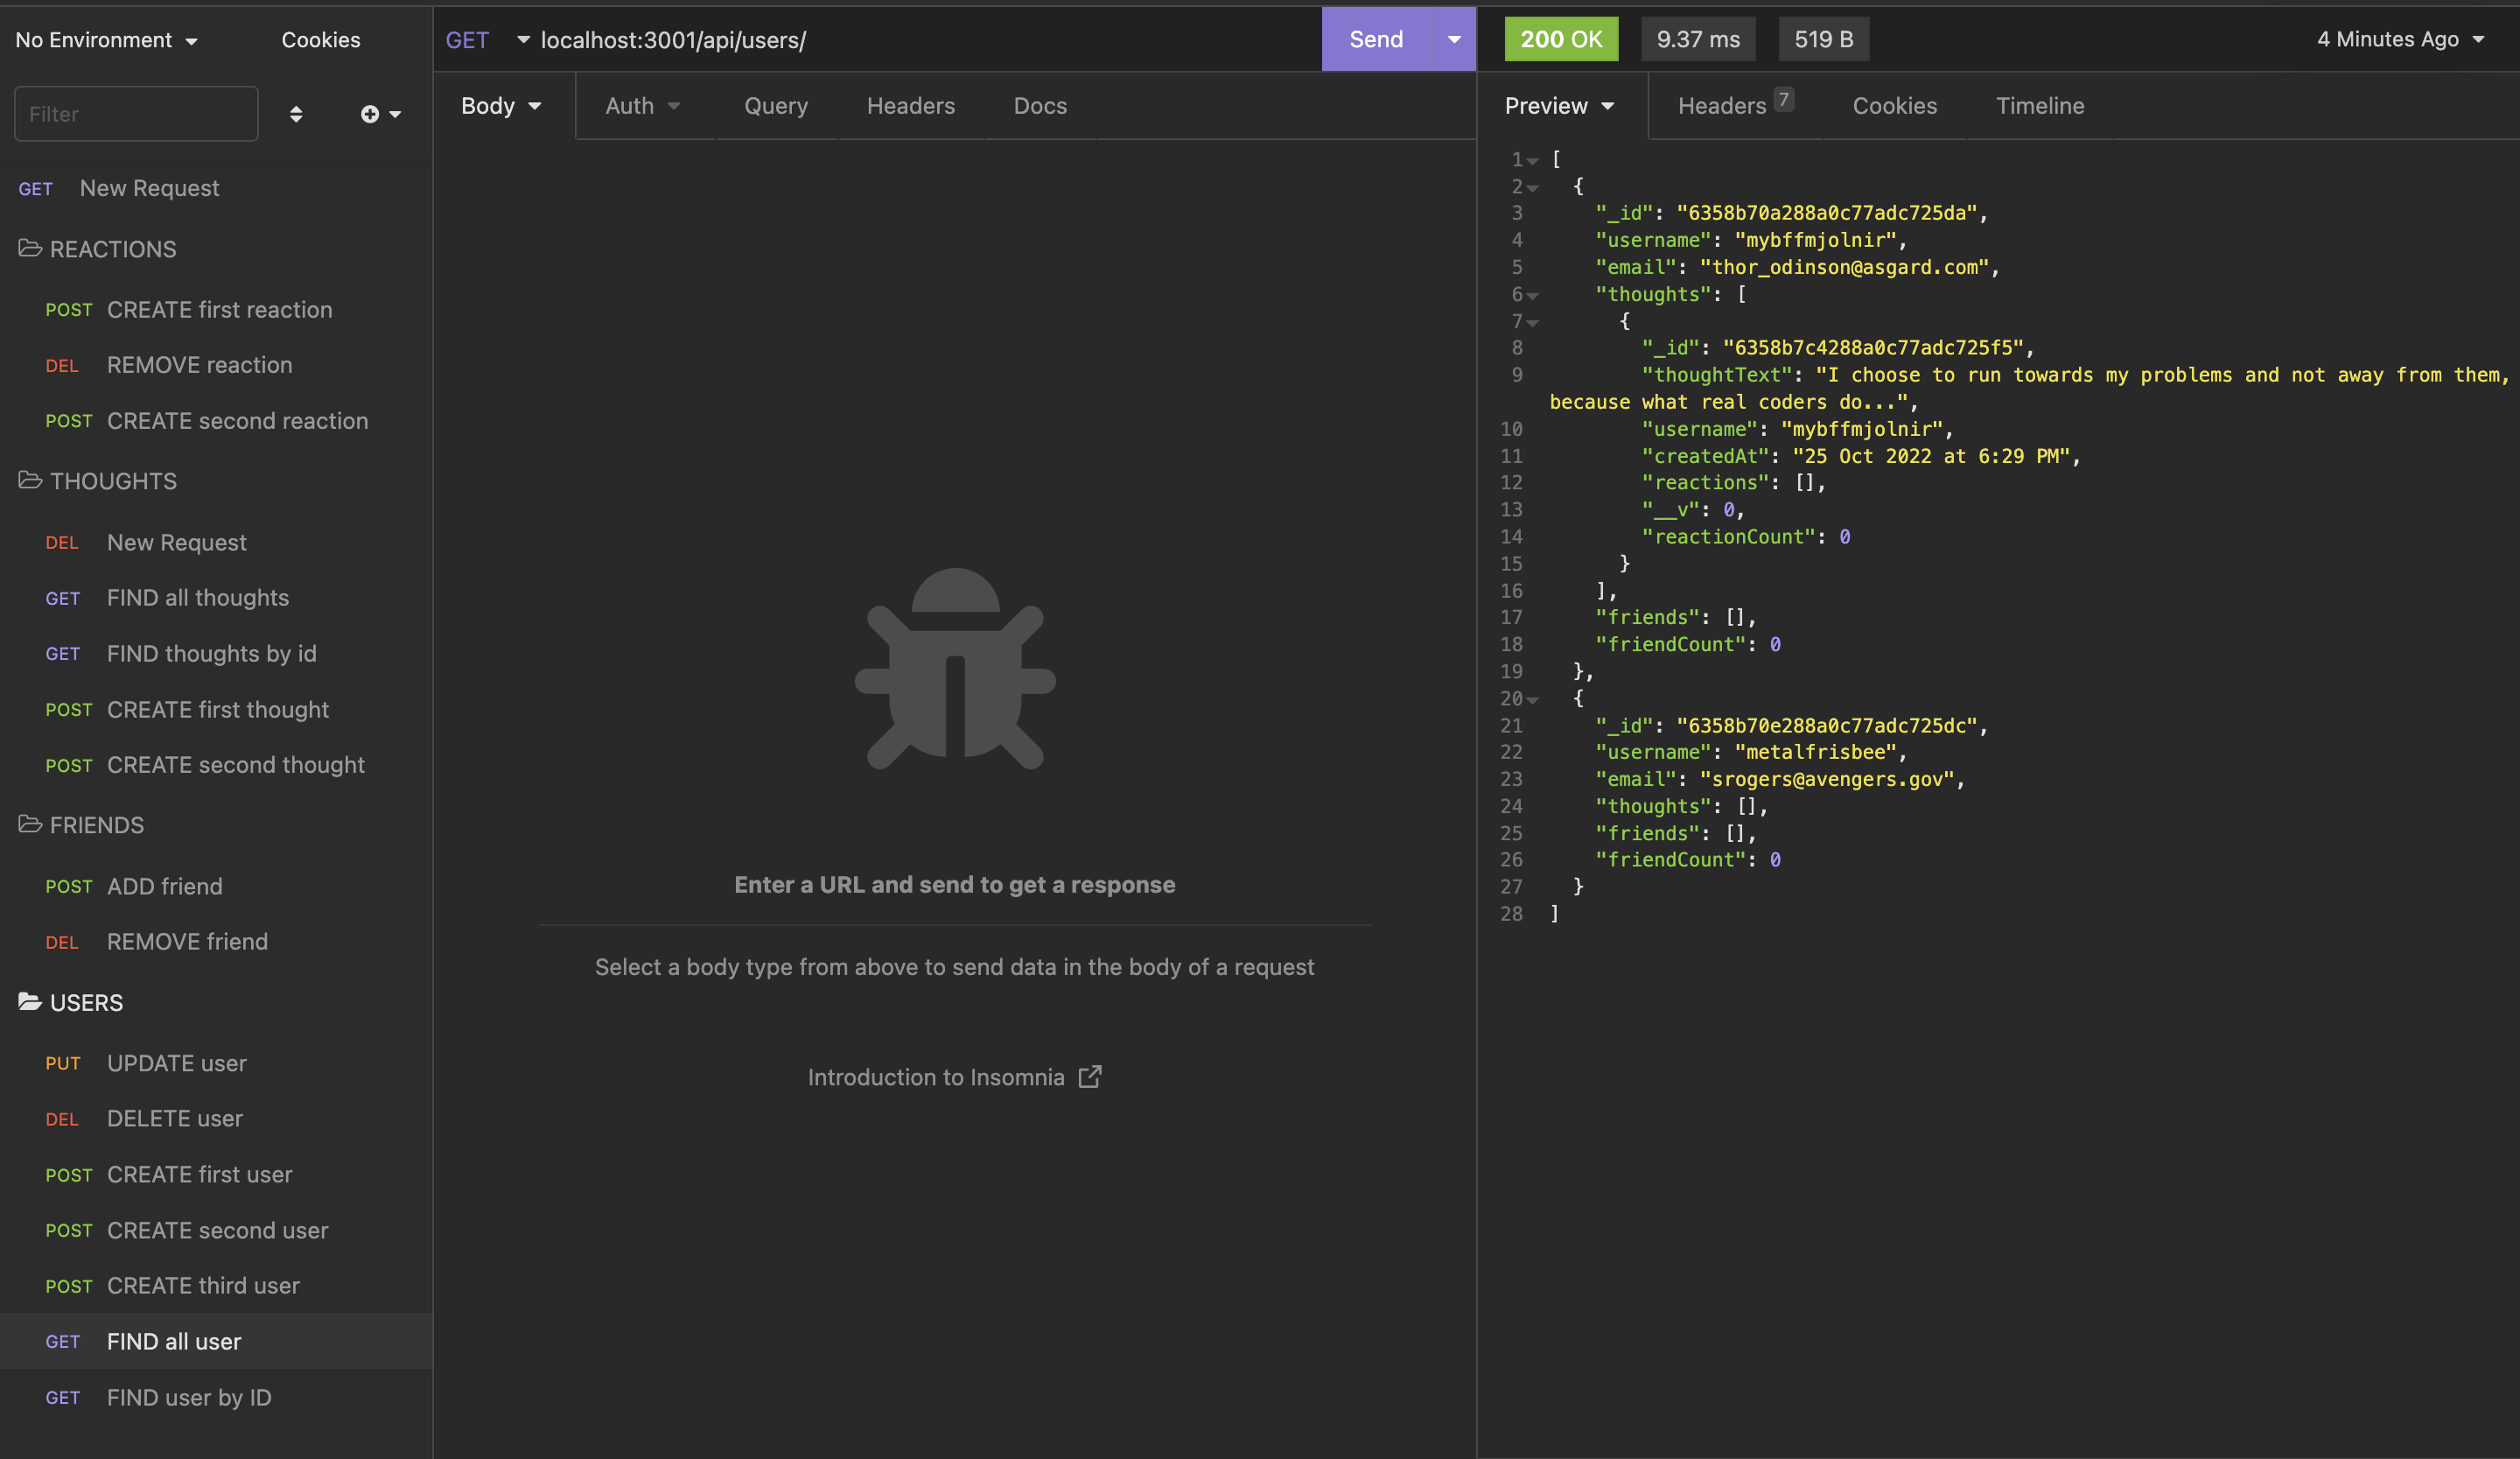 No Environment
Cookies
Filter
GET New Request
REACTIONS
POST CREATE first reaction
DEL REMOVE reaction
POST CREATE second reaction
THOUGHTS
DEL New Request
GET FIND all thoughts
GET FIND thoughts by id
POST CREATE first thought
POST CREATE second thought
FRIENDS
POST ADD friend
DEL REMOVE friend
USERS
PUT UPDATE user
DEL DELETE user
POST CREATE first user
POST CREATE second user
POST CREATE third user
GET FIND all user
GET FIND user by ID
GET localhost:3001/api/users/ Send
Body Auth Query Headers Docs
Enter a URL and send to get a response
Select a body type from above to send data in the body of a request
Introduction to Insomnia
200 OK 9.37 ms 519 B 4 Minutes Ago
Preview Headers 7 Cookies Timeline
1 [
2 {
3 "_id": "6358b70a288a0c77adc725da",
4 "username": "mybffmjolnir",
5 "email": "thor_odinson@asgard.com",
6 "thoughts": [
7 {
8 "_id": "6358b7c4288a0c77adc725f5",
9 "thoughtText": "I choose to run towards my problems and not away from them,
because what real coders do...",
10 "username": "mybffmjolnir",
11 "createdAt": "25 Oct 2022 at 6:29 PM",
12 "reactions": [],
13 "__v": 0,
14 "reactionCount": 0
15 }
16 ],
17 "friends": [],
18 "friendCount": 0
19 },
20 {
21 "_id": "6358b70e288a0c77adc725dc",
22 "username": "metalfrisbee",
23 "email": "srogers@avengers.gov",
24 "thoughts": [],
25 "friends": [],
26 "friendCount": 0
27 }
28 ]